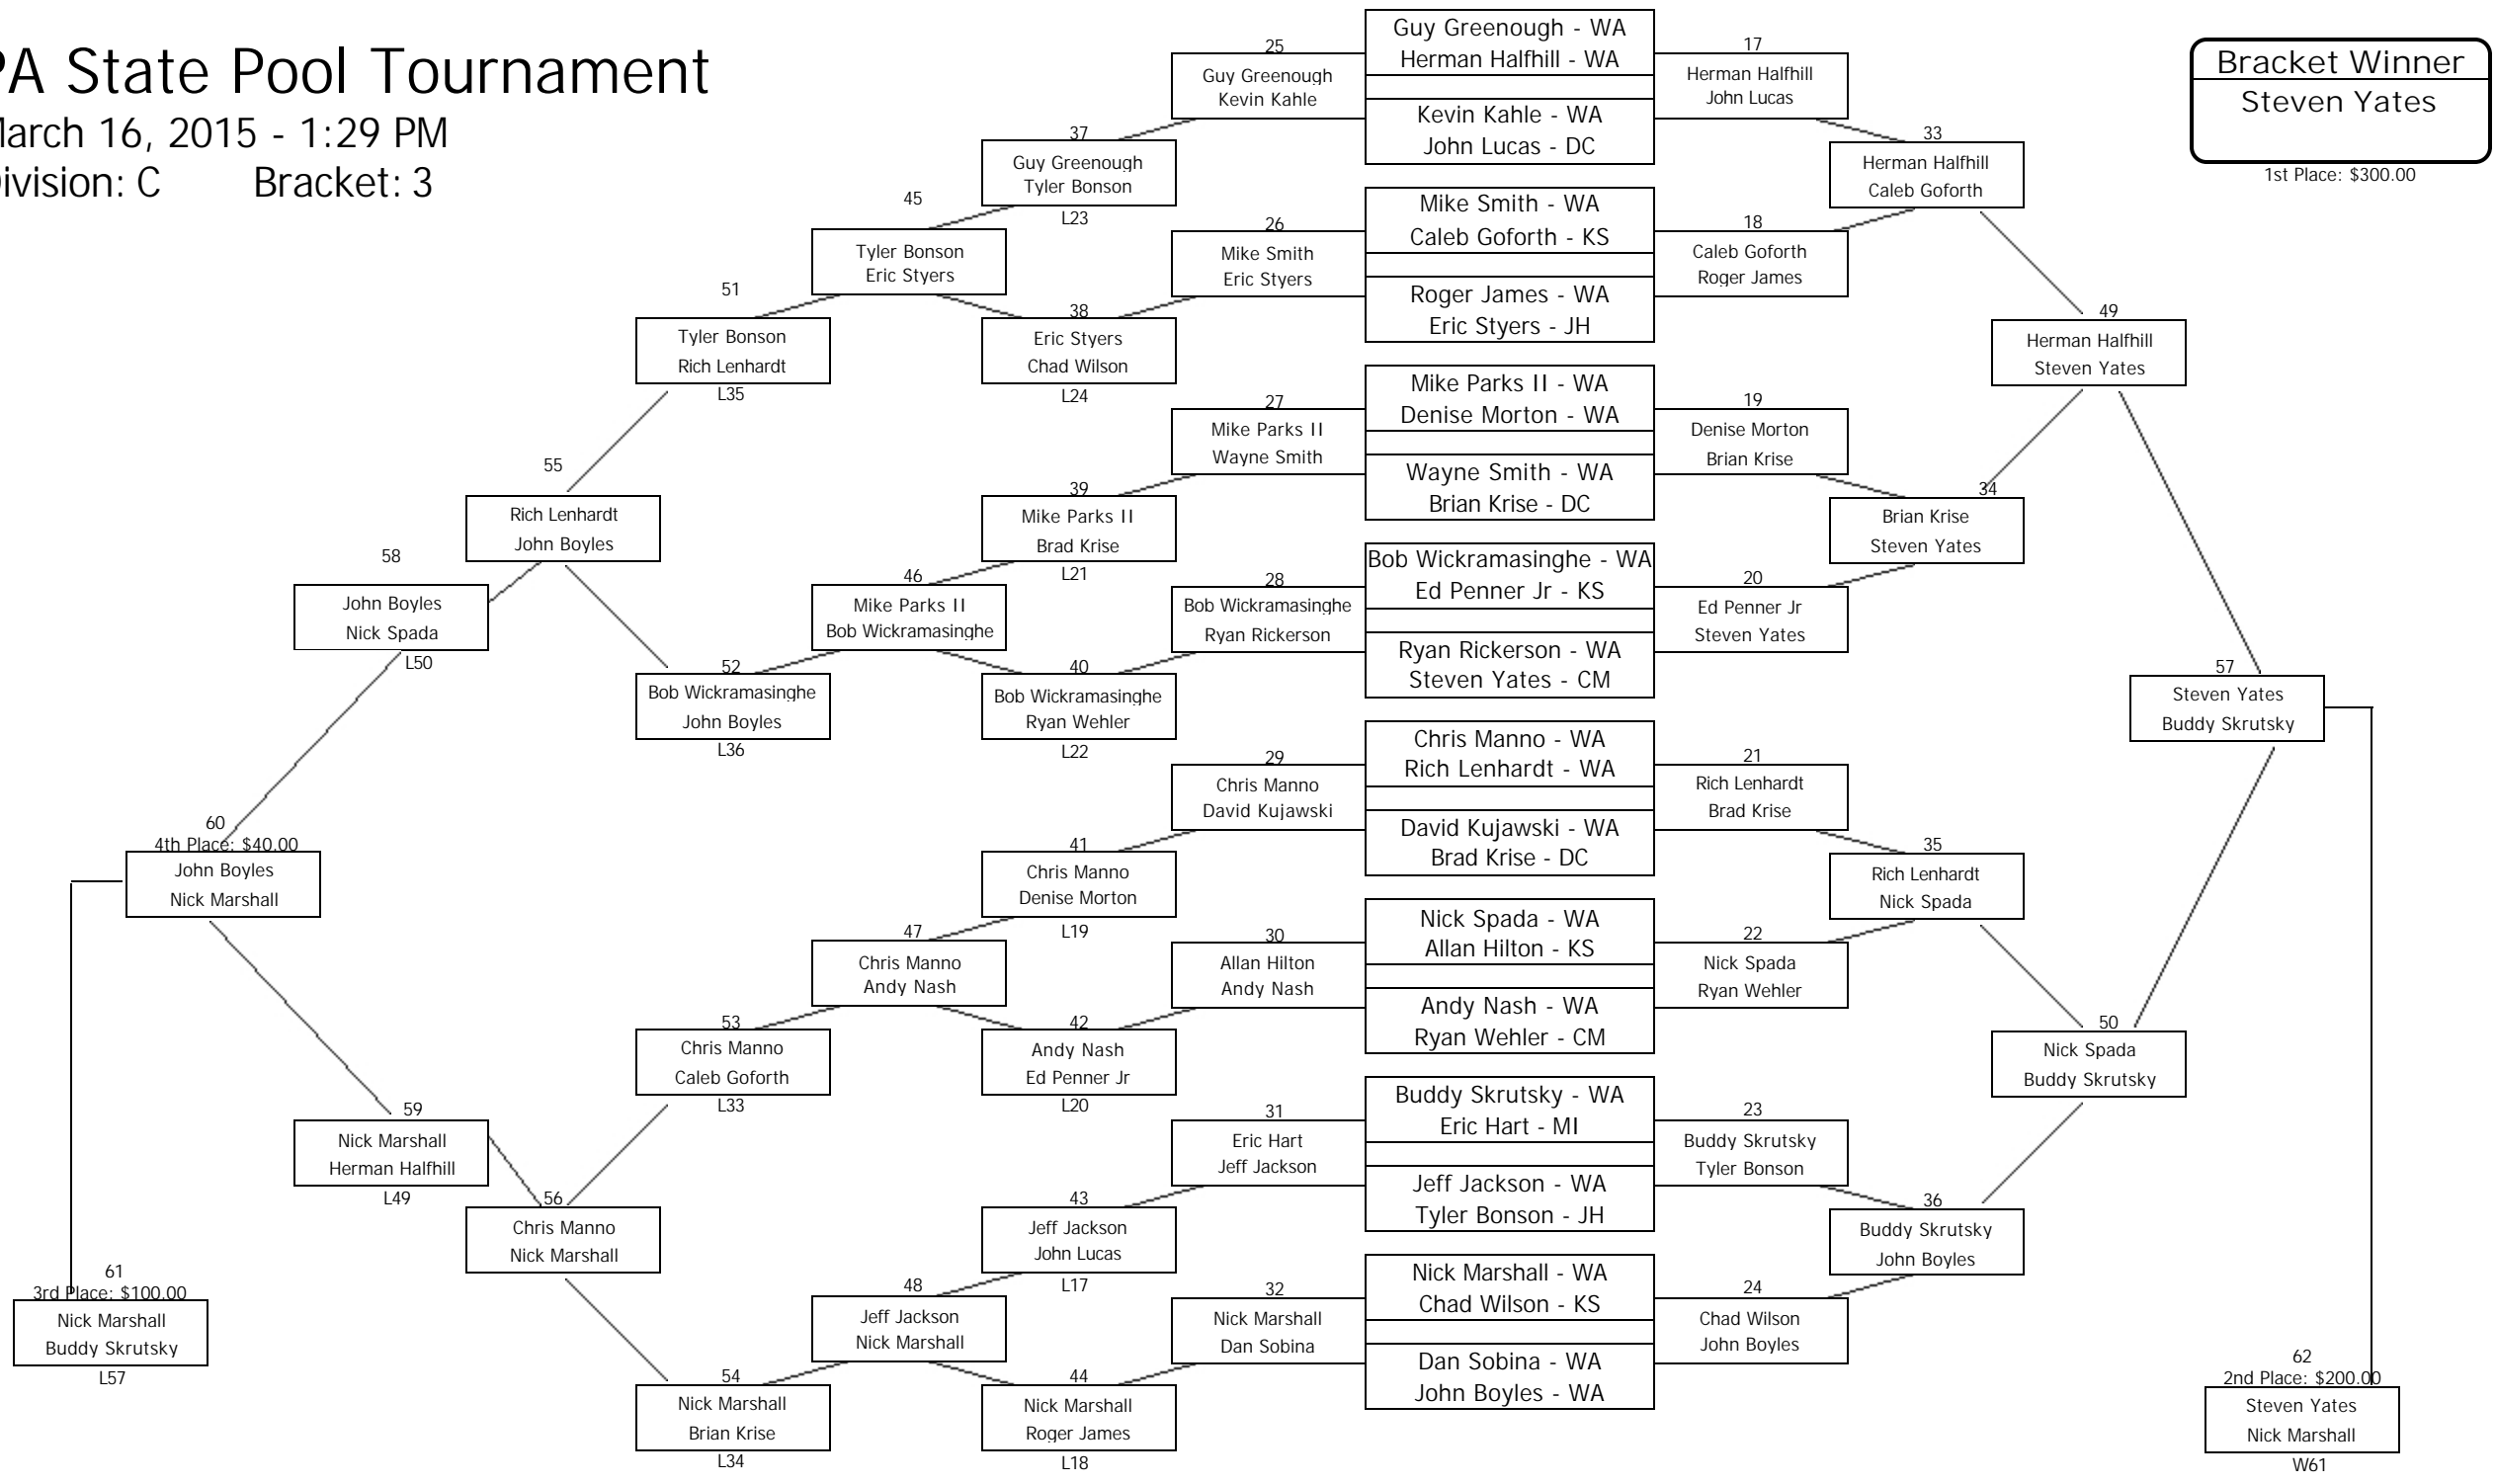 PA State Pool Tournament
March 16, 2015 - 1:29 PM
Division: C Bracket: 3
Bracket Winner
Steven Yates
1st Place: $300.00
61
3rd Place: $100.00
Nick Marshall
Buddy Skrutsky
L57
60
4th Place: $40.00
John Boyles
Nick Marshall
58
John Boyles
Nick Spada
L50
59
Nick Marshall
Herman Halfhill
L49
55
Rich Lenhardt
John Boyles
56
Chris Manno
Nick Marshall
51
Tyler Bonson
Rich Lenhardt
L35
52
Bob Wickramasinghe
John Boyles
L36
53
Chris Manno
Caleb Goforth
L33
54
Nick Marshall
Brian Krise
L34
45
Tyler Bonson
Eric Styers
46
Mike Parks II
Bob Wickramasinghe
47
Chris Manno
Andy Nash
48
Jeff Jackson
Nick Marshall
37
Guy Greenough
Tyler Bonson
L23
38
Eric Styers
Chad Wilson
L24
39
Mike Parks II
Brad Krise
L21
40
Bob Wickramasinghe
Ryan Wehler
L22
41
Chris Manno
Denise Morton
L19
42
Andy Nash
Ed Penner Jr
L20
43
Jeff Jackson
John Lucas
L17
44
Nick Marshall
Roger James
L18
25
Guy Greenough
Kevin Kahle
26
Mike Smith
Eric Styers
27
Mike Parks II
Wayne Smith
28
Bob Wickramasinghe
Ryan Rickerson
29
Chris Manno
David Kujawski
30
Allan Hilton
Andy Nash
31
Eric Hart
Jeff Jackson
32
Nick Marshall
Dan Sobina
Guy Greenough - WA
Herman Halfhill - WA
Kevin Kahle - WA
John Lucas - DC
Mike Smith - WA
Caleb Goforth - KS
Roger James - WA
Eric Styers - JH
Mike Parks II - WA
Denise Morton - WA
Wayne Smith - WA
Brian Krise - DC
Bob Wickramasinghe - WA
Ed Penner Jr - KS
Ryan Rickerson - WA
Steven Yates - CM
Chris Manno - WA
Rich Lenhardt - WA
David Kujawski - WA
Brad Krise - DC
Nick Spada - WA
Allan Hilton - KS
Andy Nash - WA
Ryan Wehler - CM
Buddy Skrutsky - WA
Eric Hart - MI
Jeff Jackson - WA
Tyler Bonson - JH
Nick Marshall - WA
Chad Wilson - KS
Dan Sobina - WA
John Boyles - WA
17
Herman Halfhill
John Lucas
18
Caleb Goforth
Roger James
19
Denise Morton
Brian Krise
20
Ed Penner Jr
Steven Yates
21
Rich Lenhardt
Brad Krise
22
Nick Spada
Ryan Wehler
23
Buddy Skrutsky
Tyler Bonson
24
Chad Wilson
John Boyles
33
Herman Halfhill
Caleb Goforth
34
Brian Krise
Steven Yates
35
Rich Lenhardt
Nick Spada
36
Buddy Skrutsky
John Boyles
49
Herman Halfhill
Steven Yates
50
Nick Spada
Buddy Skrutsky
57
Steven Yates
Buddy Skrutsky
62
2nd Place: $200.00
Steven Yates
Nick Marshall
W61